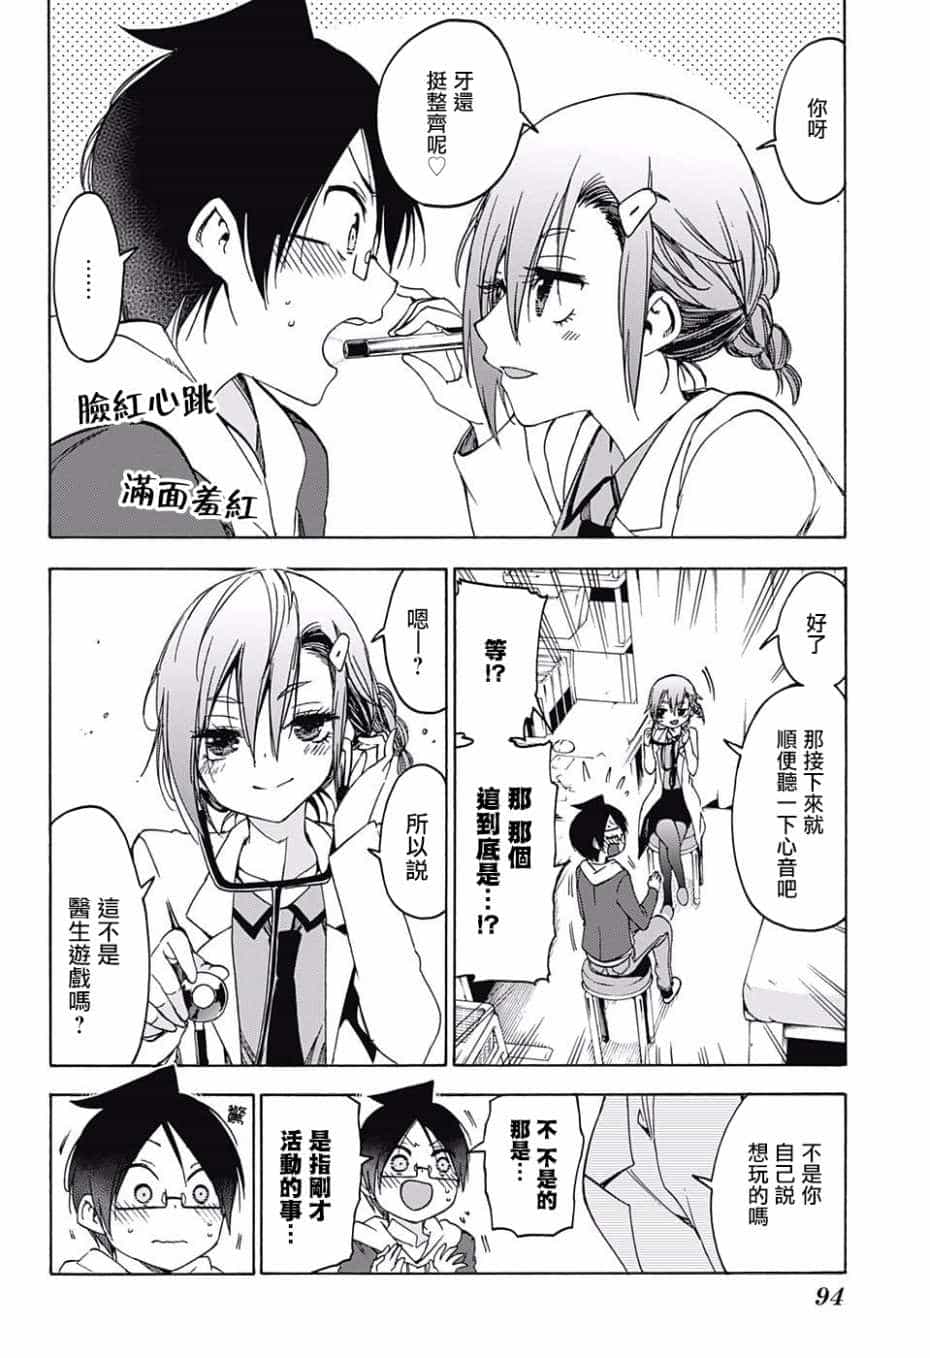 你呀
牙還
挺整齊呢♡
……
臉紅心跳
滿面羞紅
好了
那接下來就
順便聽一下心音吧
等!?
那 那個
這到底是…!?
嗯—?
所以説
這不是
醫生遊戲嗎?
不是你
自己說
想玩的嗎
不 不是的
那是…
是指剛才
活動的事…
驚
94